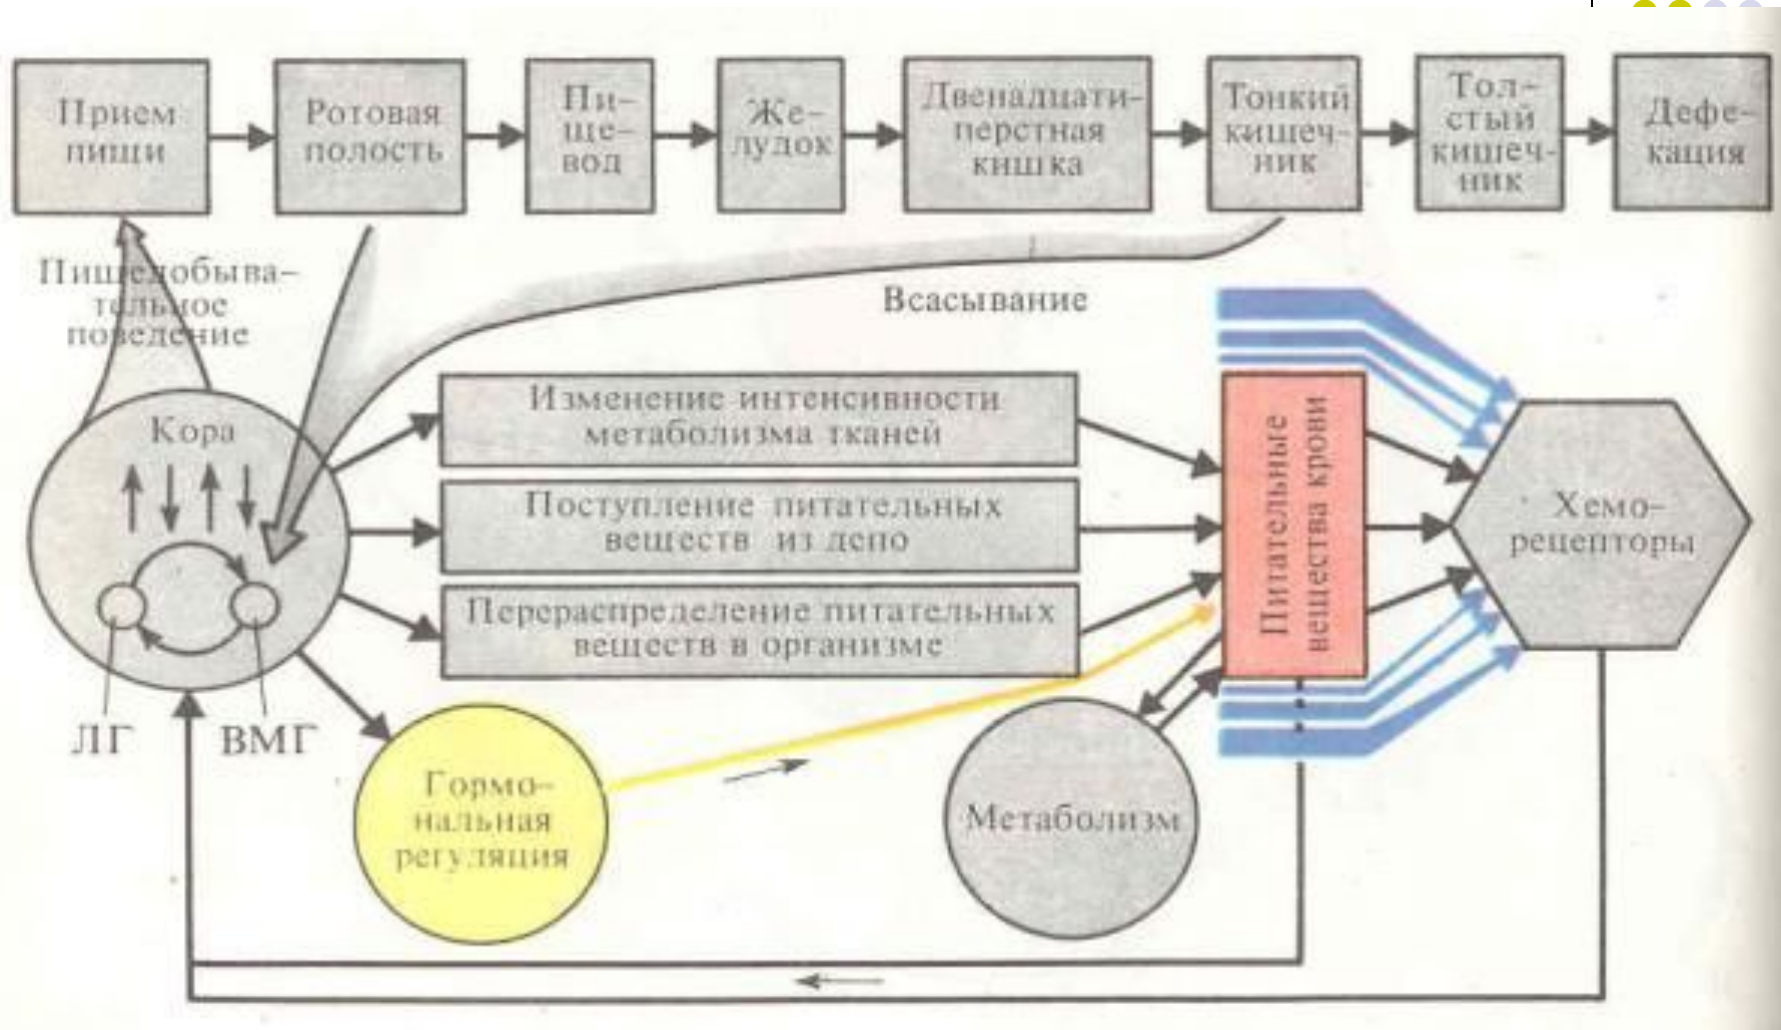 Прием
пищи
Ротовая
полость
Пи-
ще-
вод
Же-
лудок
Двенадцати-
перстная
кишка
Тонкий
кишеч-
ник
Тол-
стый
кишеч-
ник
Дефе-
кация
Пищедобыва-
тельное
поведение
Всасывание
Кора
Изменение интенсивности
метаболизма тканей
Поступление питательных
веществ из депо
Перераспределение питательных
веществ в организме
Питательные
вещества крови
Хемо-
рецепторы
ЛГ
ВМГ
Гормо-
нальная
регуляция
Метаболизм